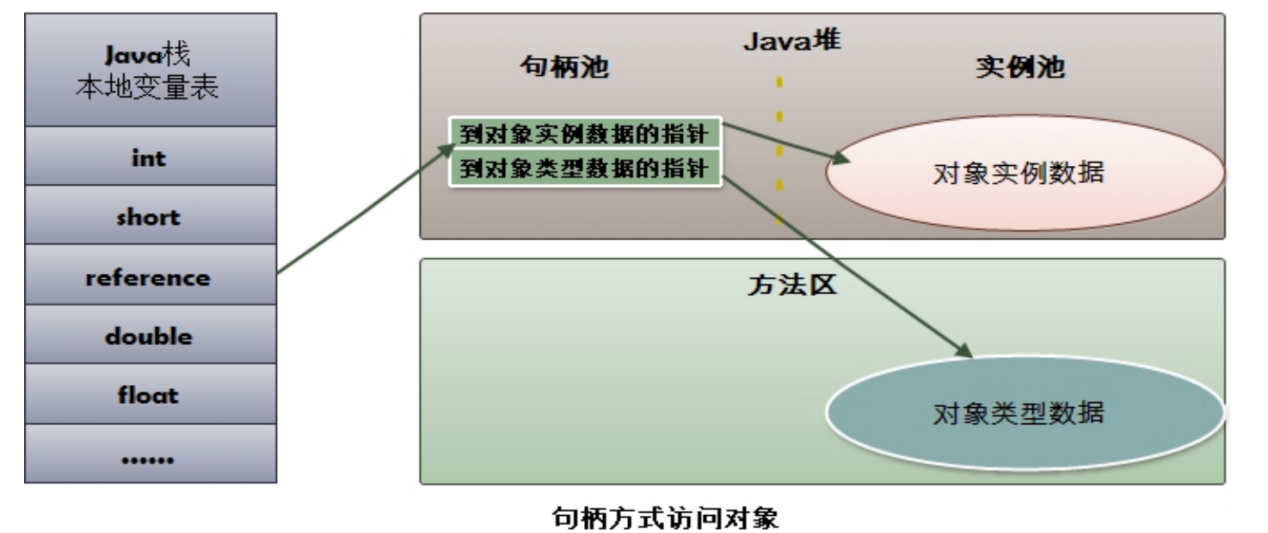 Java栈
本地变量表
int
short
reference
double
float
······
Java堆
句柄池
实例池
到对象实例数据的指针
到对象类型数据的指针
对象实例数据
方法区
对象类型数据
句柄方式访问对象